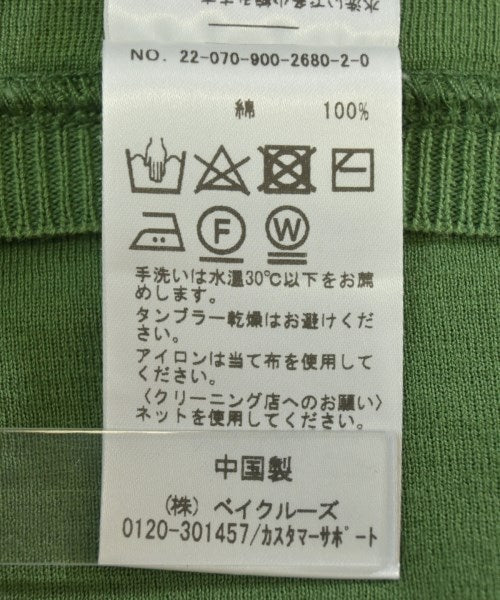 NO. 22-070-900-2680-2-0
綿 100%
F W
手洗いは水温30℃以下をお薦
めします。
タンブラー乾燥はお避けくだ
さい。
アイロンは当て布を使用して
ください。
〈クリーニング店へのお願い〉
ネットを使用してください。
中国製
(株) ベイクルーズ
0120-301457/カスタマーサポート